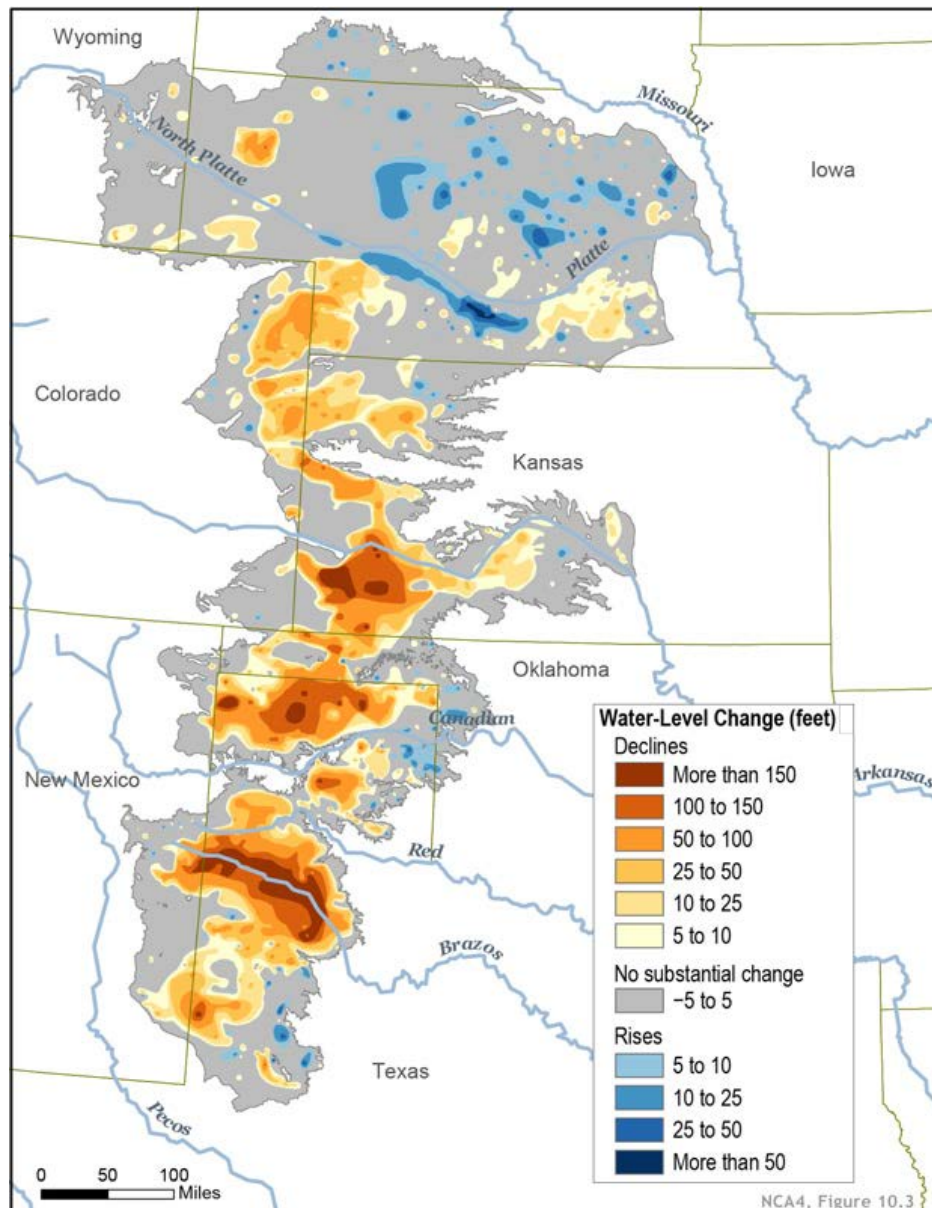 Wyoming
Missouri
North Platte
Iowa
Platte
Colorado
Kansas
Oklahoma
Canadian
New Mexico
Arkansas
Red
Brazos
Texas
Pecos
Water-Level Change (feet)
Declines
More than 150
100 to 150
50 to 100
25 to 50
10 to 25
5 to 10
No substantial change
−5 to 5
Rises
5 to 10
10 to 25
25 to 50
More than 50
0 50 100
Miles
NCA4, Figure 10.3